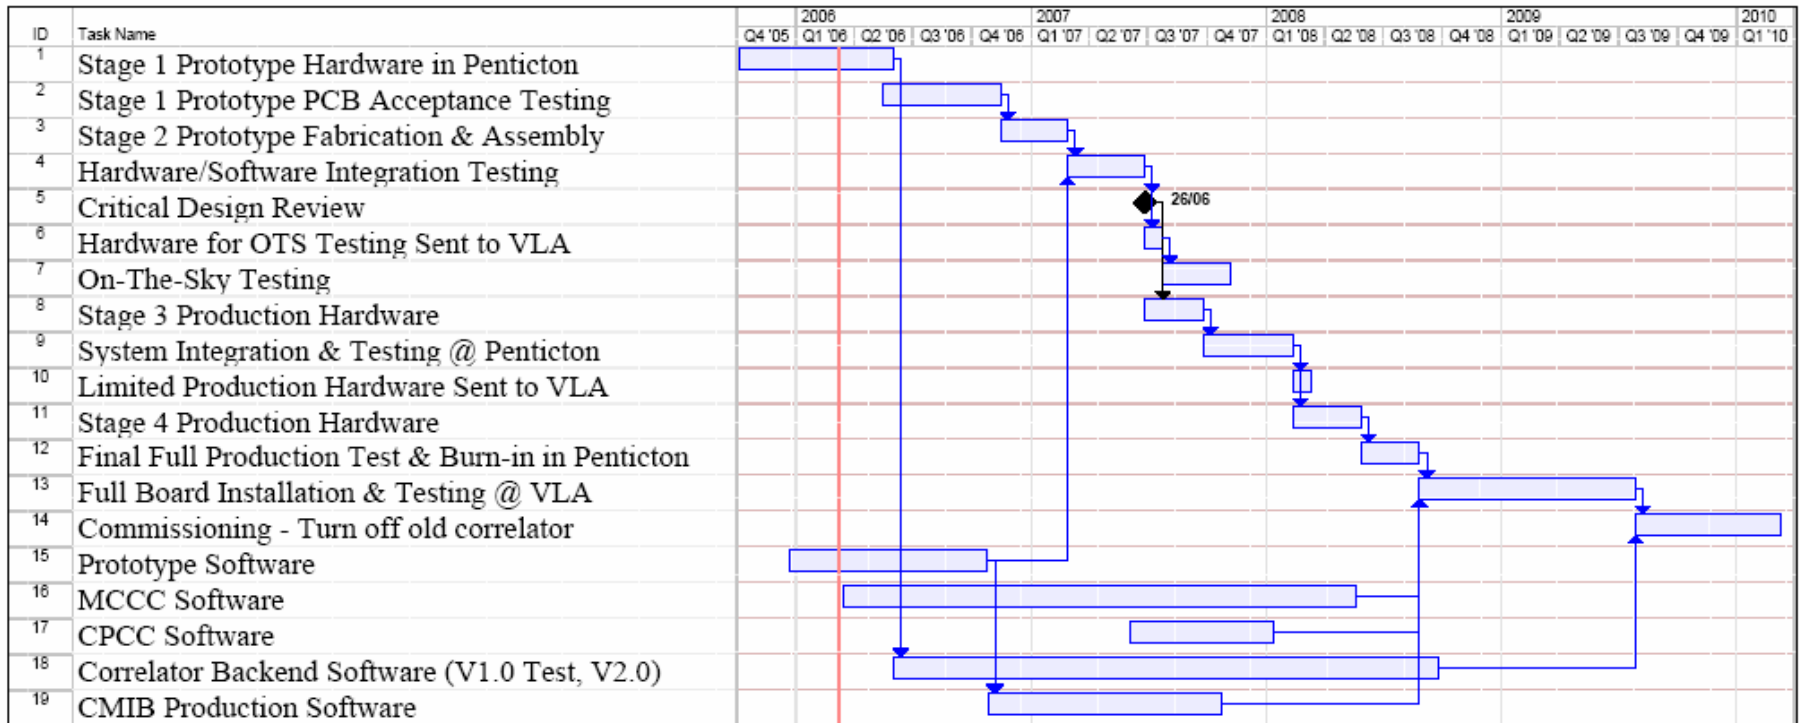 2006 2007 2008 2009 2010
ID Task Name Q4 '05 Q1 '06 Q2 '06 Q3 '06 Q4 '06 Q1 '07 Q2 '07 Q3 '07 Q4 '07 Q1 '08 Q2 '08 Q3 '08 Q4 '08 Q1 '09 Q2 '09 Q3 '09 Q4 '09 Q1 '10
1 Stage 1 Prototype Hardware in Penticton
2 Stage 1 Prototype PCB Acceptance Testing
3 Stage 2 Prototype Fabrication & Assembly
4 Hardware/Software Integration Testing
5 Critical Design Review 26/06
6 Hardware for OTS Testing Sent to VLA
7 On-The-Sky Testing
8 Stage 3 Production Hardware
9 System Integration & Testing @ Penticton
10 Limited Production Hardware Sent to VLA
11 Stage 4 Production Hardware
12 Final Full Production Test & Burn-in in Penticton
13 Full Board Installation & Testing @ VLA
14 Commissioning - Turn off old correlator
15 Prototype Software
16 MCCC Software
17 CPCC Software
18 Correlator Backend Software (V1.0 Test, V2.0)
19 CMIB Production Software